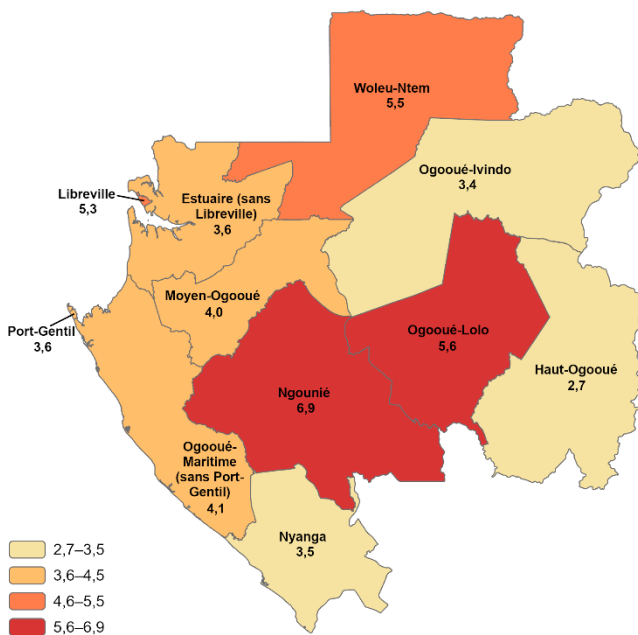 Woleu-Ntem
5,5
Ogooué-Ivindo
3,4
Libreville
5,3
Estuaire (sans
Libreville)
3,6
Moyen-Ogooué
4,0
Port-Gentil
3,6
Ogooué-Lolo
5,6
Haut-Ogooué
2,7
Ngounié
6,9
Ogooué-
Maritime
(sans Port-
Gentil)
4,1
Nyanga
3,5
2,7–3,5
3,6–4,5
4,6–5,5
5,6–6,9